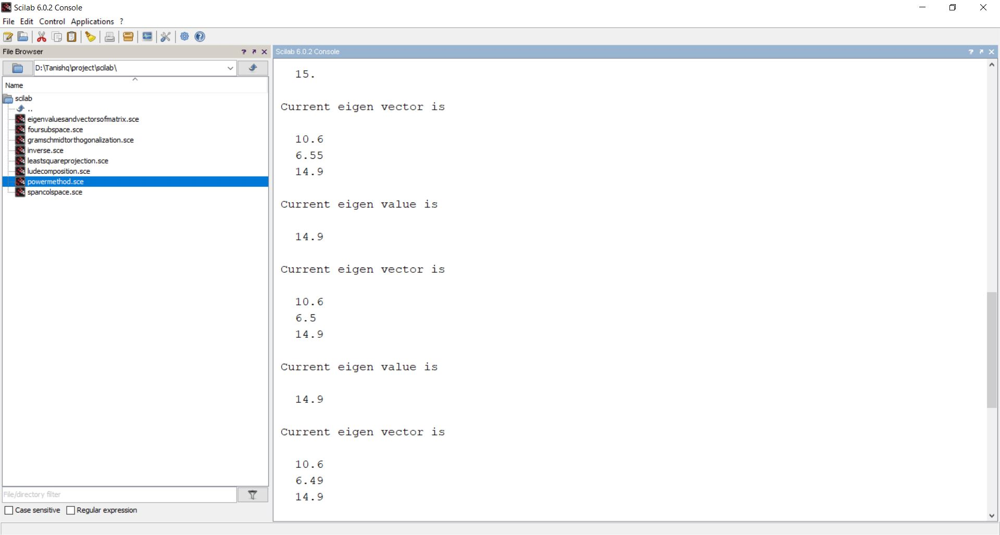 Scilab 6.0.2 Console
File Edit Control Applications ?
File Browser
D:\Tanishq\project\scilab\
Name
scilab
..
eigenvaluesandvectorsofmatrix.sce
foursubspace.sce
gramschmidtorthogonalization.sce
inverse.sce
leastsquareprojection.sce
ludecomposition.sce
powermethod.sce
spancolspace.sce
File/directory filter
Case sensitive Regular expression
Scilab 6.0.2 Console
15.
Current eigen vector is
10.6
6.55
14.9
Current eigen value is
14.9
Current eigen vector is
10.6
6.5
14.9
Current eigen value is
14.9
Current eigen vector is
10.6
6.49
14.9